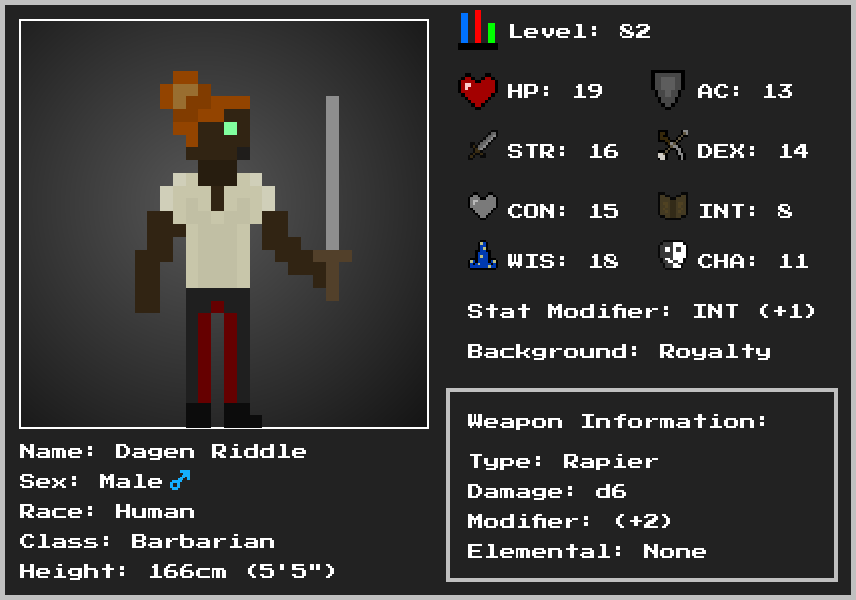 Level: 82
HP: 19
AC: 13
STR: 16
DEX: 14
CON: 15
INT: 8
WIS: 18
CHA: 11
Stat Modifier: INT (+1)
Background: Royalty
Weapon Information:
Type: Rapier
Damage: d6
Modifier: (+2)
Elemental: None
Name: Dagen Riddle
Sex: Male♂
Race: Human
Class: Barbarian
Height: 166cm (5'5")